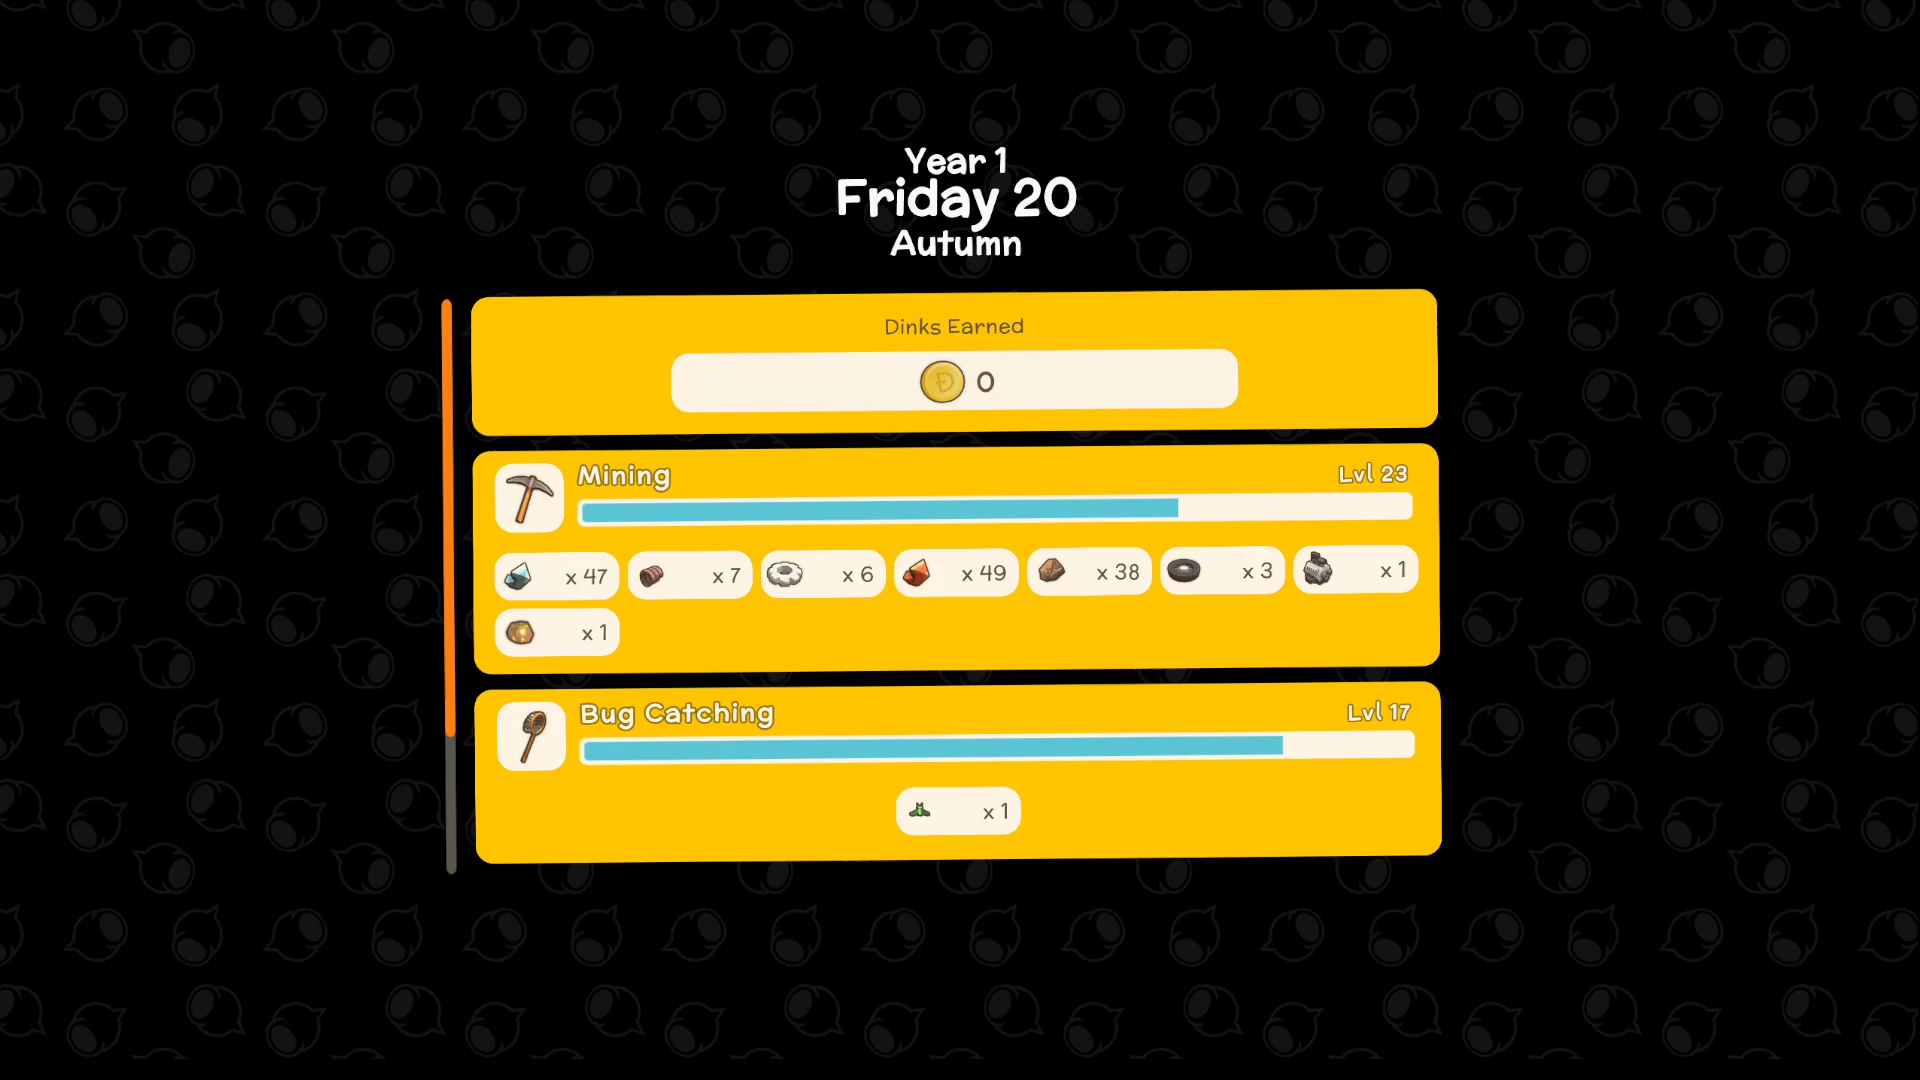 Year 1
Friday 20
Autumn
Dinks Earned
Đ 0
Mining
Lvl 23
x 47 x 7 x 6 x 49 x 38 x 3 x 1
x 1
Bug Catching
Lvl 17
x 1